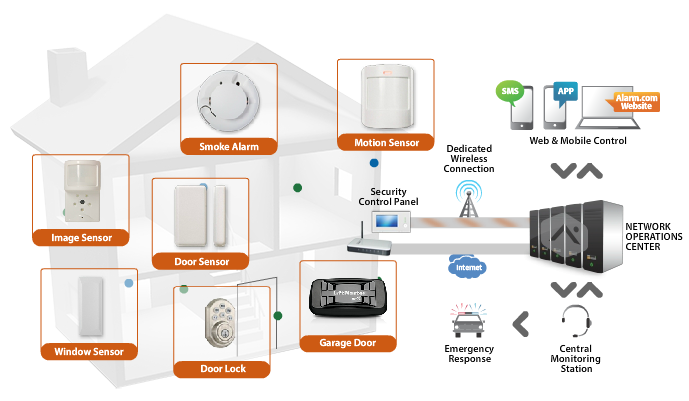 Smoke Alarm
Motion Sensor
SMS
APP
Alarm.com
Website
Web & Mobile Control
Dedicated
Wireless
Connection
Security
Control Panel
Image Sensor
Door Sensor
NETWORK
OPERATIONS
CENTER
Internet
LiftMaster
Window Sensor
Door Lock
Garage Door
Emergency
Response
Central
Monitoring
Station